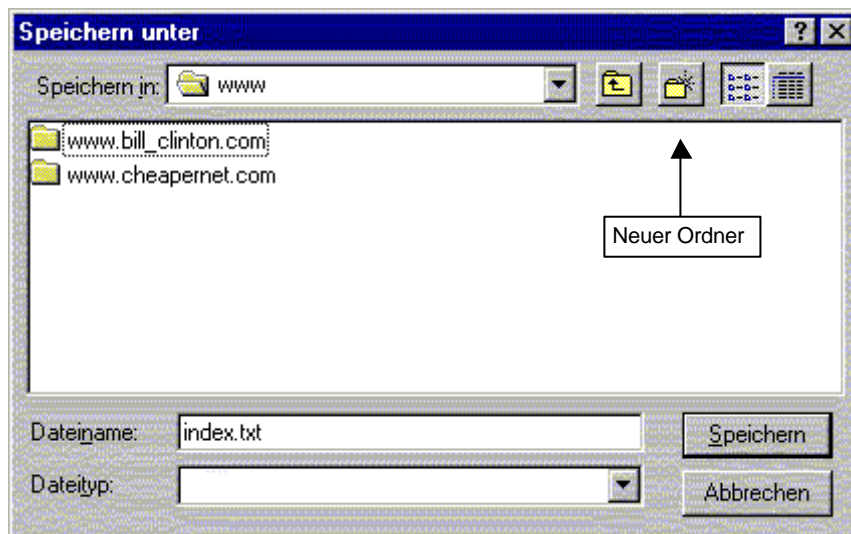 Speichern unter
Speichern in: www
www.bill_clinton.com
www.cheapernet.com
Neuer Ordner
Dateiname: index.txt Speichern
Dateityp: Abbrechen